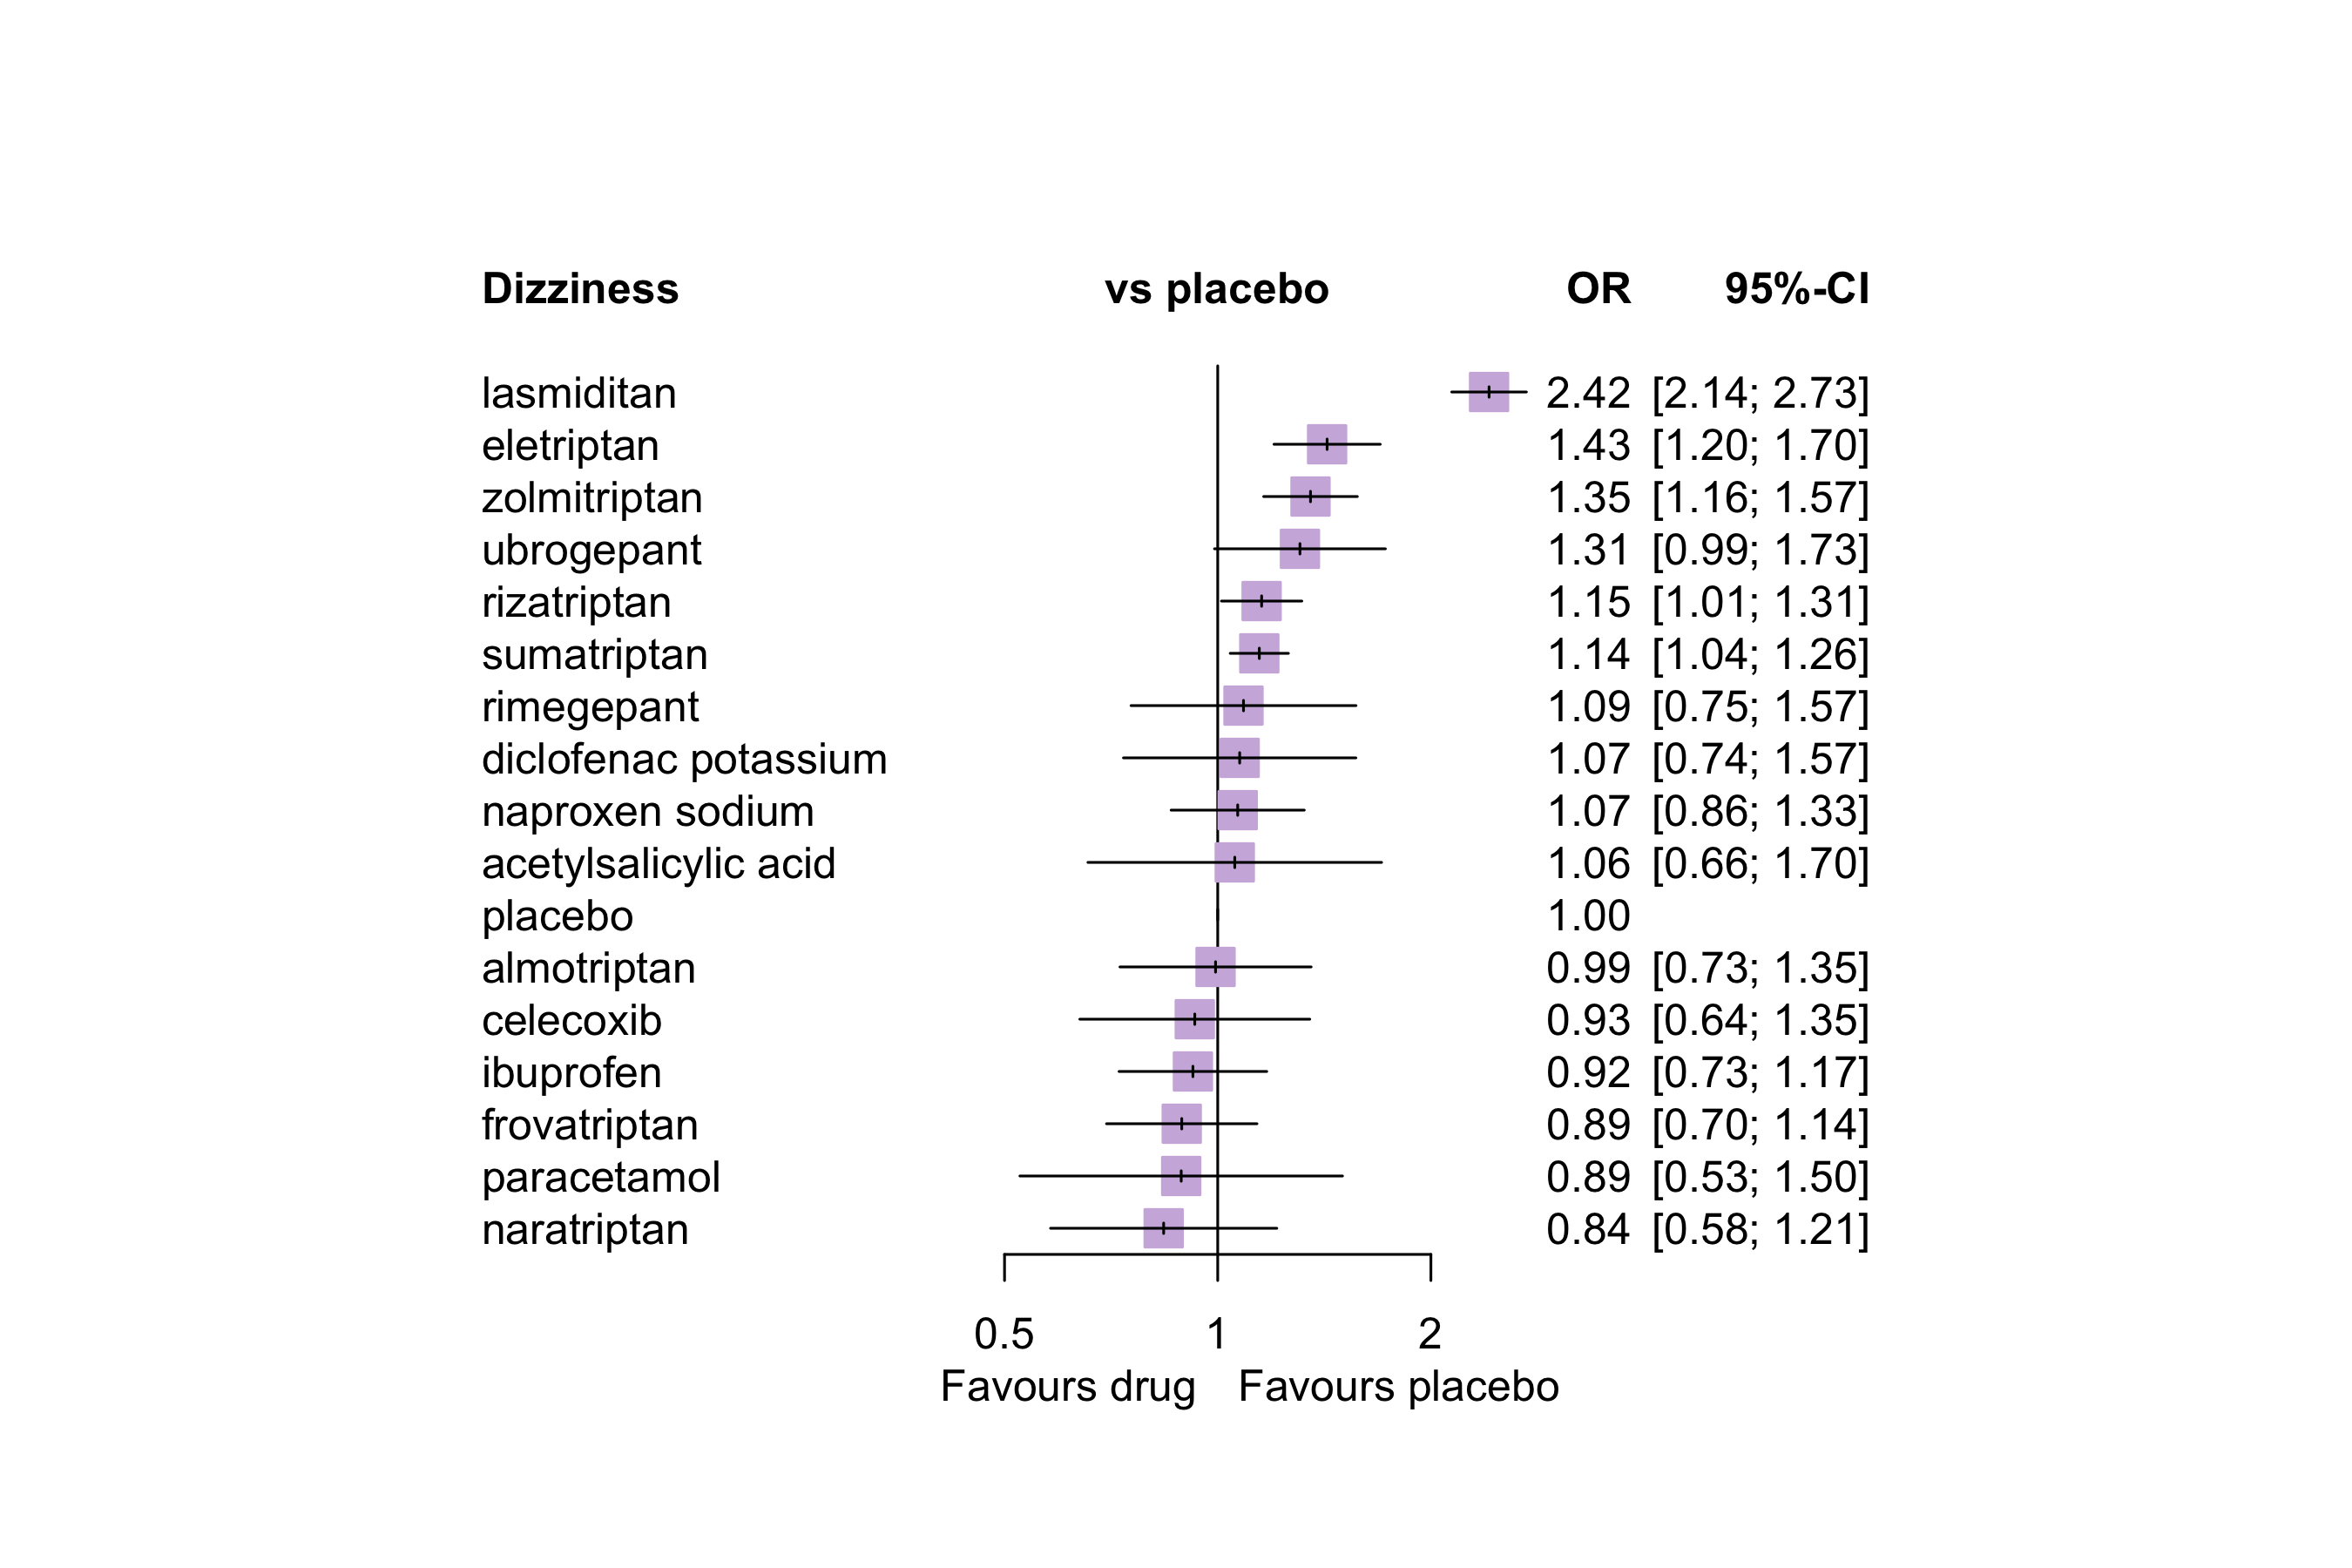 Dizziness vs placebo OR 95%-CI
lasmiditan 2.42 [2.14; 2.73]
eletriptan 1.43 [1.20; 1.70]
zolmitriptan 1.35 [1.16; 1.57]
ubrogepant 1.31 [0.99; 1.73]
rizatriptan 1.15 [1.01; 1.31]
sumatriptan 1.14 [1.04; 1.26]
rimegepant 1.09 [0.75; 1.57]
diclofenac potassium 1.07 [0.74; 1.57]
naproxen sodium 1.07 [0.86; 1.33]
acetylsalicylic acid 1.06 [0.66; 1.70]
placebo 1.00
almotriptan 0.99 [0.73; 1.35]
celecoxib 0.93 [0.64; 1.35]
ibuprofen 0.92 [0.73; 1.17]
frovatriptan 0.89 [0.70; 1.14]
paracetamol 0.89 [0.53; 1.50]
naratriptan 0.84 [0.58; 1.21]
0.5 1 2
Favours drug Favours placebo